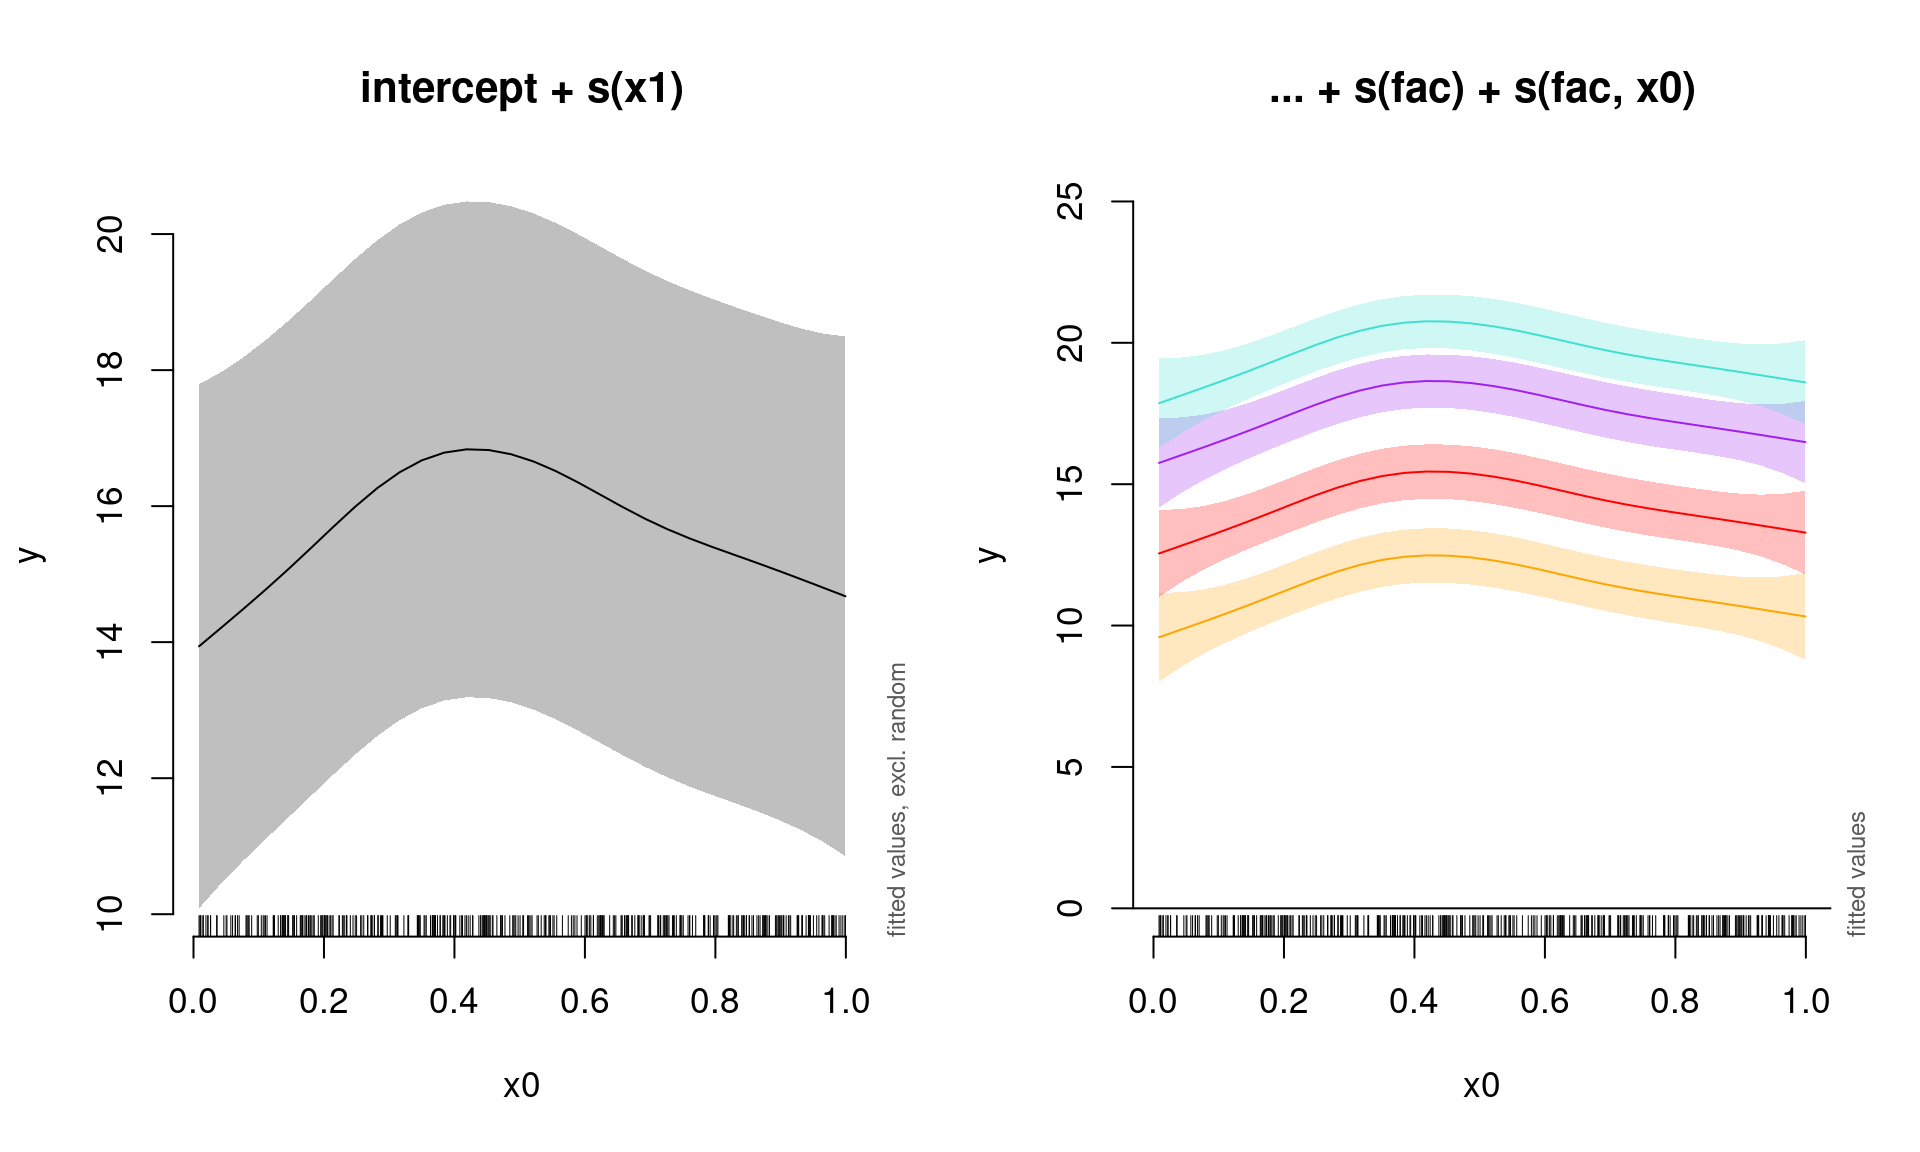 intercept + s(x1)
y
20
18
16
14
12
10
0.0 0.2 0.4 0.6 0.8 1.0
x0
fitted values, excl. random
... + s(fac) + s(fac, x0)
y
25
20
15
10
5
0
0.0 0.2 0.4 0.6 0.8 1.0
x0
fitted values